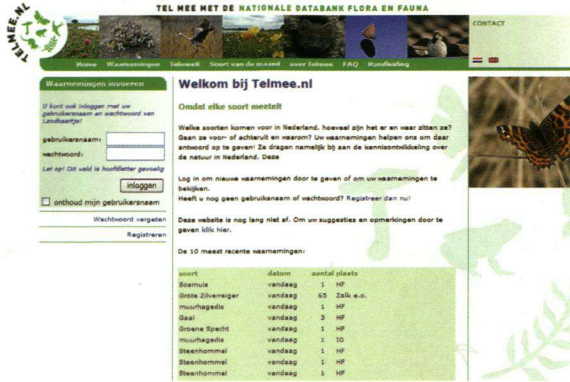 TELMEE.NL
TEL MEE MET DE NATIONALE DATABANK FLORA EN FAUNA
CONTACT
Home Waarnemingen TelmeeR Soort van de maand over Telmee FAQ Handleiding
Waarnemingen invoeren
U kunt ook inloggen met uw
gebruikersnaam en wachtwoord van
Landkaartje!
gebruikersnaam:
wachtwoord:
Let op! Dit veld is hoofdletter gevoelig
inloggen
onthoud mijn gebruikersnaam
Wachtwoord vergeten
Registreren
Welkom bij Telmee.nl
Omdat elke soort meetelt
Welke soorten komen voor in Nederland, hoeveel zijn het er en waar zitten ze?
Gaan ze voor- of achteruit en waarom? Uw waarnemingen helpen ons om daar
antwoord op te geven! Ze dragen namelijk bij aan de kennisontwikkeling over
de natuur in Nederland. Deze
Log in om nieuwe waarnemingen door te geven of om uw waarnemingen te
bekijken.
Heeft u nog geen gebruikersnaam of wachtwoord? Registreer dan nu!
Deze website is nog lang niet af. Om uw suggesties en opmerkingen door te
geven klik hier.
De 10 meest recente waarnemingen:
soort datum aantal plaats
Bosmuis vandaag 1 HF
Grote Zilverreiger vandaag 65 Zalk e.o.
muurhagedis vandaag 1 HF
Gaai vandaag 3 HF
Groene Specht vandaag 1 HF
muurhagedis vandaag 1 IG
Steenhommel vandaag 1 HF
Steenhommel vandaag 1 HF
Steenhommel vandaag 1 HF